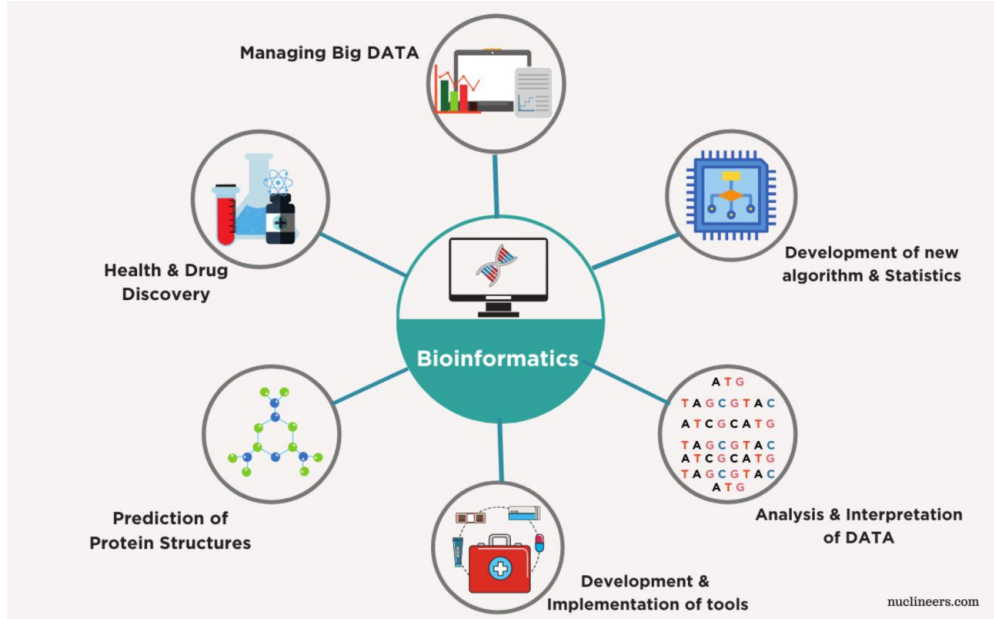 Managing Big DATA
Health & Drug
Discovery
Development of new
algorithm & Statistics
Bioinformatics
ATG
TAGCGTAC
ATCGCATG
TAGCGTAC
ATCGCATG
TAGCGTAC
ATG
Prediction of
Protein Structures
Analysis & Interpretation
of DATA
Development &
Implementation of tools
nuclineers.com